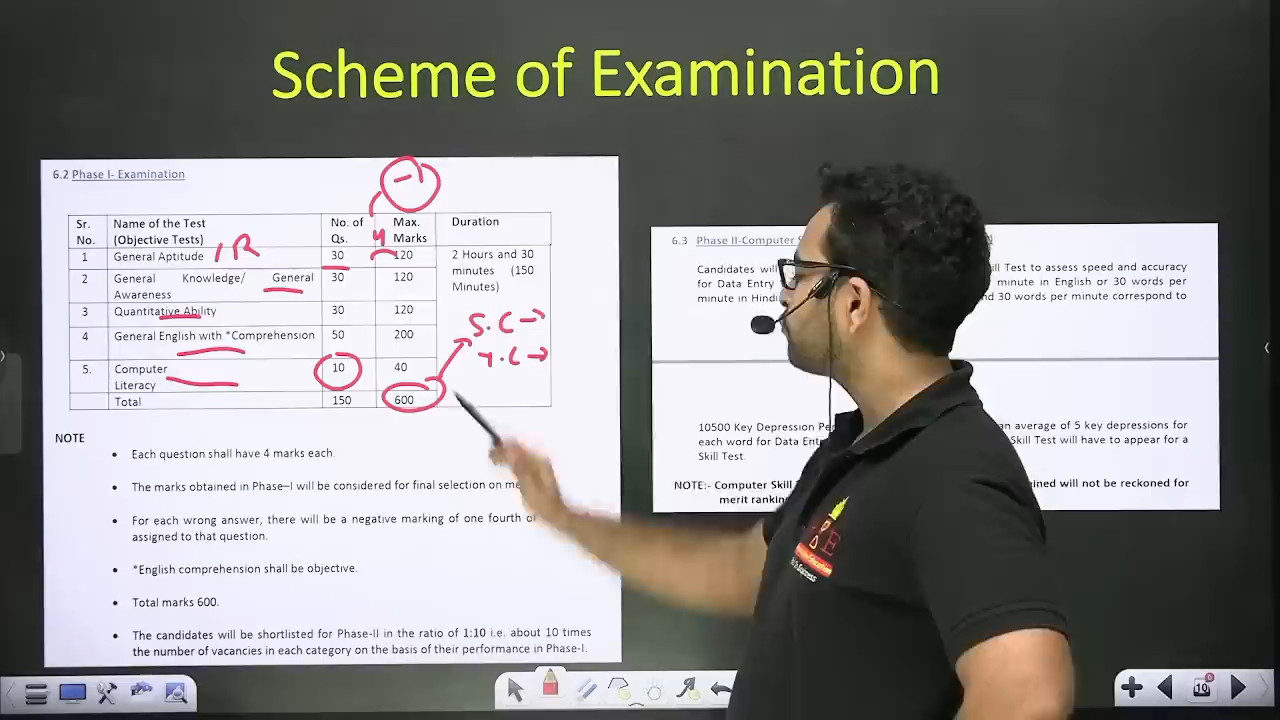 Scheme of Examination
6.2 Phase I- Examination
Sr. No. Name of the Test (Objective Tests) No. of Qs. Max. Marks Duration
1 General Aptitude 30 120 2 Hours and 30 minutes (150 Minutes)
2 General Knowledge/ General Awareness 30 120
3 Quantitative Ability 30 120
4 General English with *Comprehension 50 200
5. Computer Literacy 10 40
Total 150 600
/ R
4
S.C →
Y.C →
NOTE
• Each question shall have 4 marks each.
• The marks obtained in Phase–I will be considered for final selection on
• For each wrong answer, there will be a negative marking of one fourth
assigned to that question.
• *English comprehension shall be objective.
• Total marks 600.
• The candidates will be shortlisted for Phase-II in the ratio of 1:10 i.e. about 10 times
the number of vacancies in each category on the basis of their performance in Phase-I.
6.3 Phase II-Computer
Candidates will Skill Test to assess speed and accuracy
for Data Entry minute in English or 30 words per
minute in Hindi 30 words per minute correspond to
10500 Key Depression an average of 5 key depressions for
each word for Data Skill Test will have to appear for a
Skill Test.
NOTE:- Computer Skill will not be reckoned for
merit
10